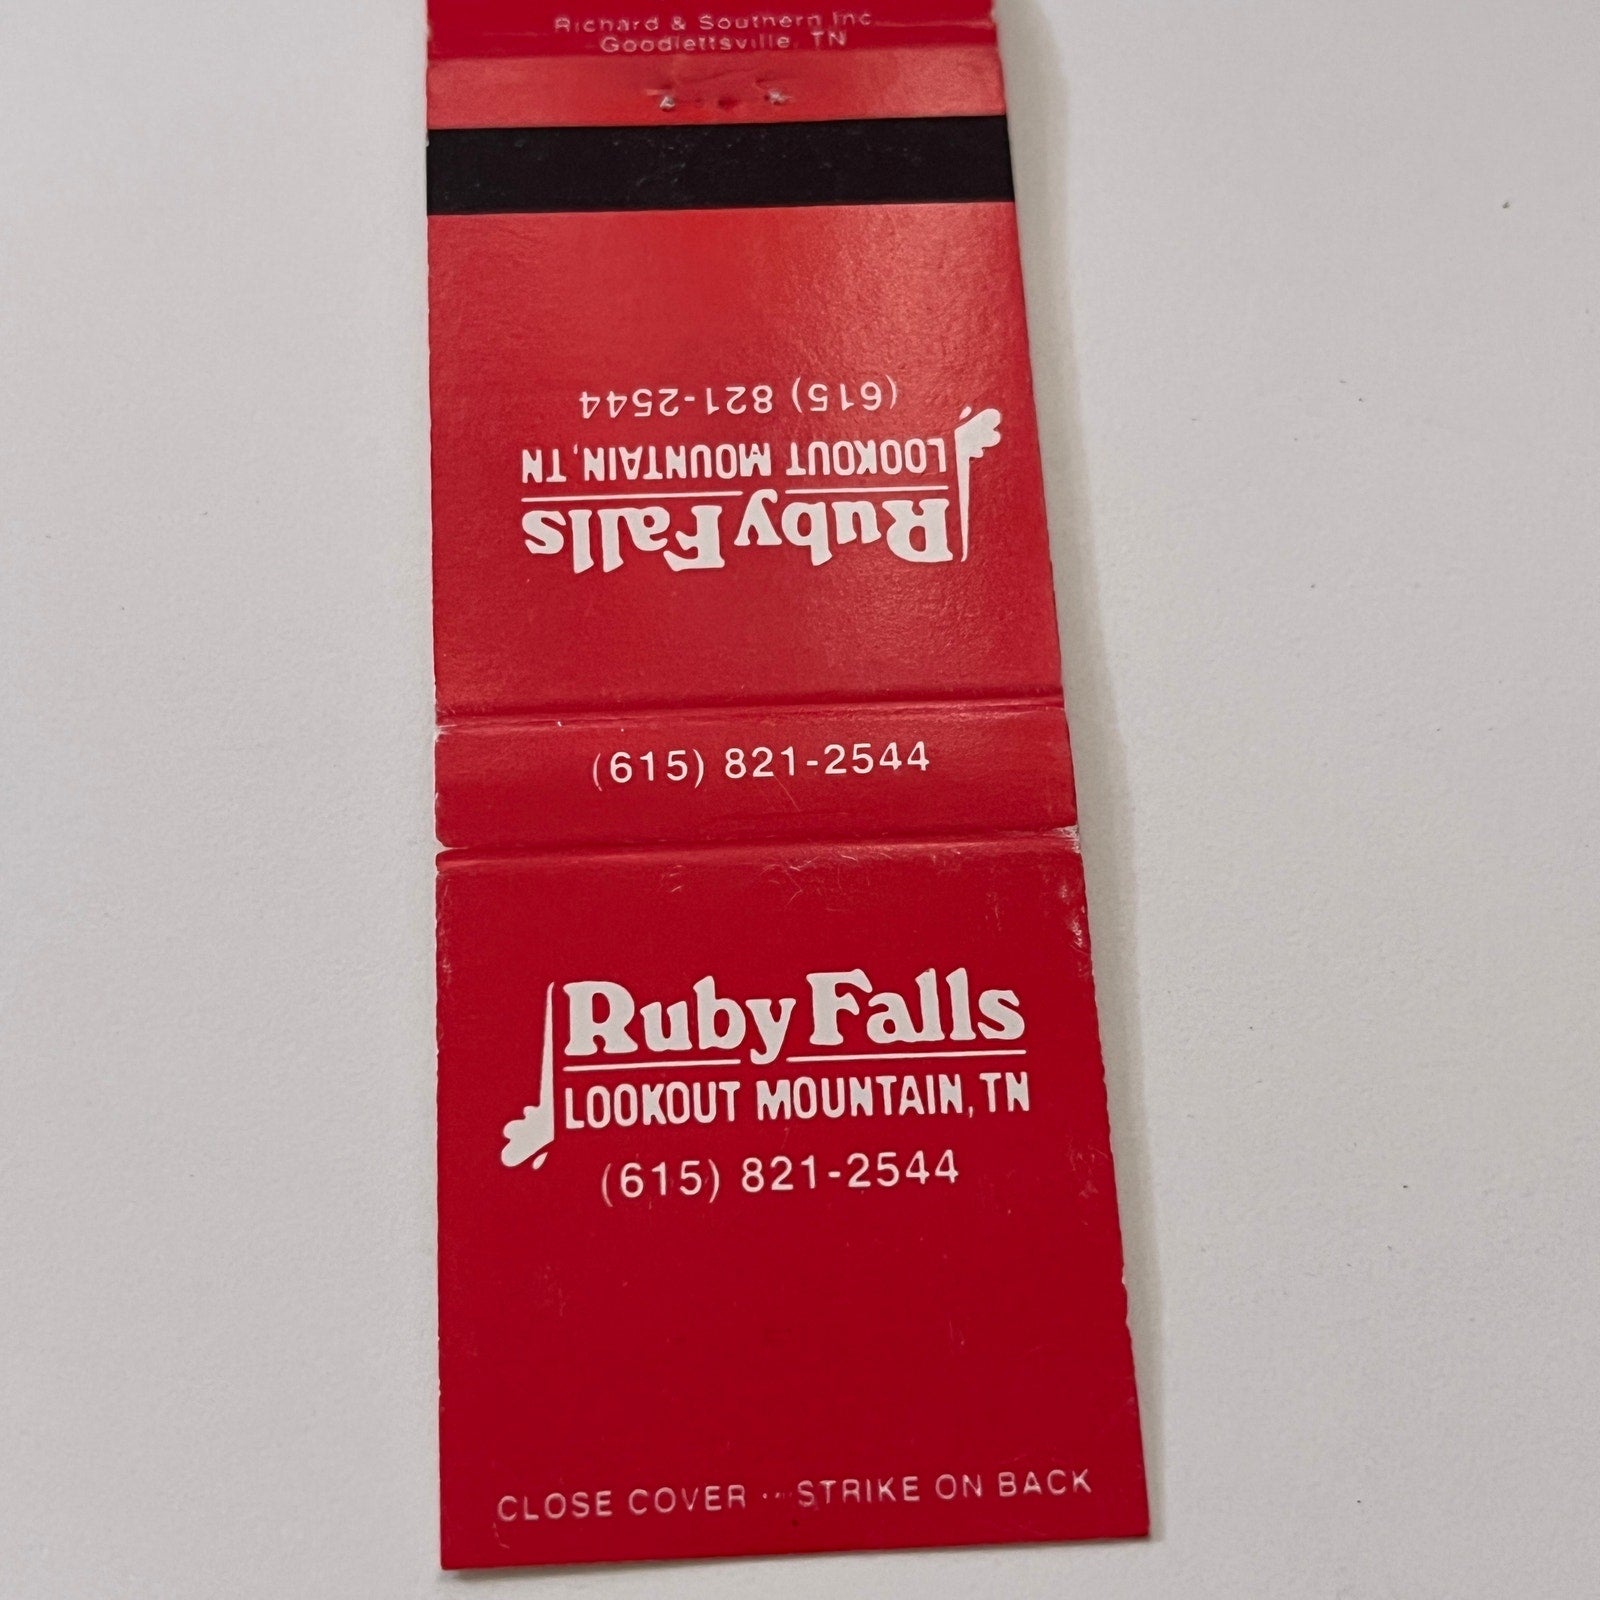 Richard & Southern Inc
Goodlettsville, TN
Ruby Falls
LOOKOUT MOUNTAIN, TN
(615) 821-2544
(615) 821-2544
Ruby Falls
LOOKOUT MOUNTAIN, TN
(615) 821-2544
CLOSE COVER ··· STRIKE ON BACK